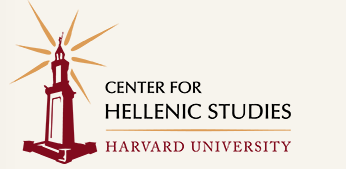 CENTER FOR
HELLENIC STUDIES
HARVARD UNIVERSITY